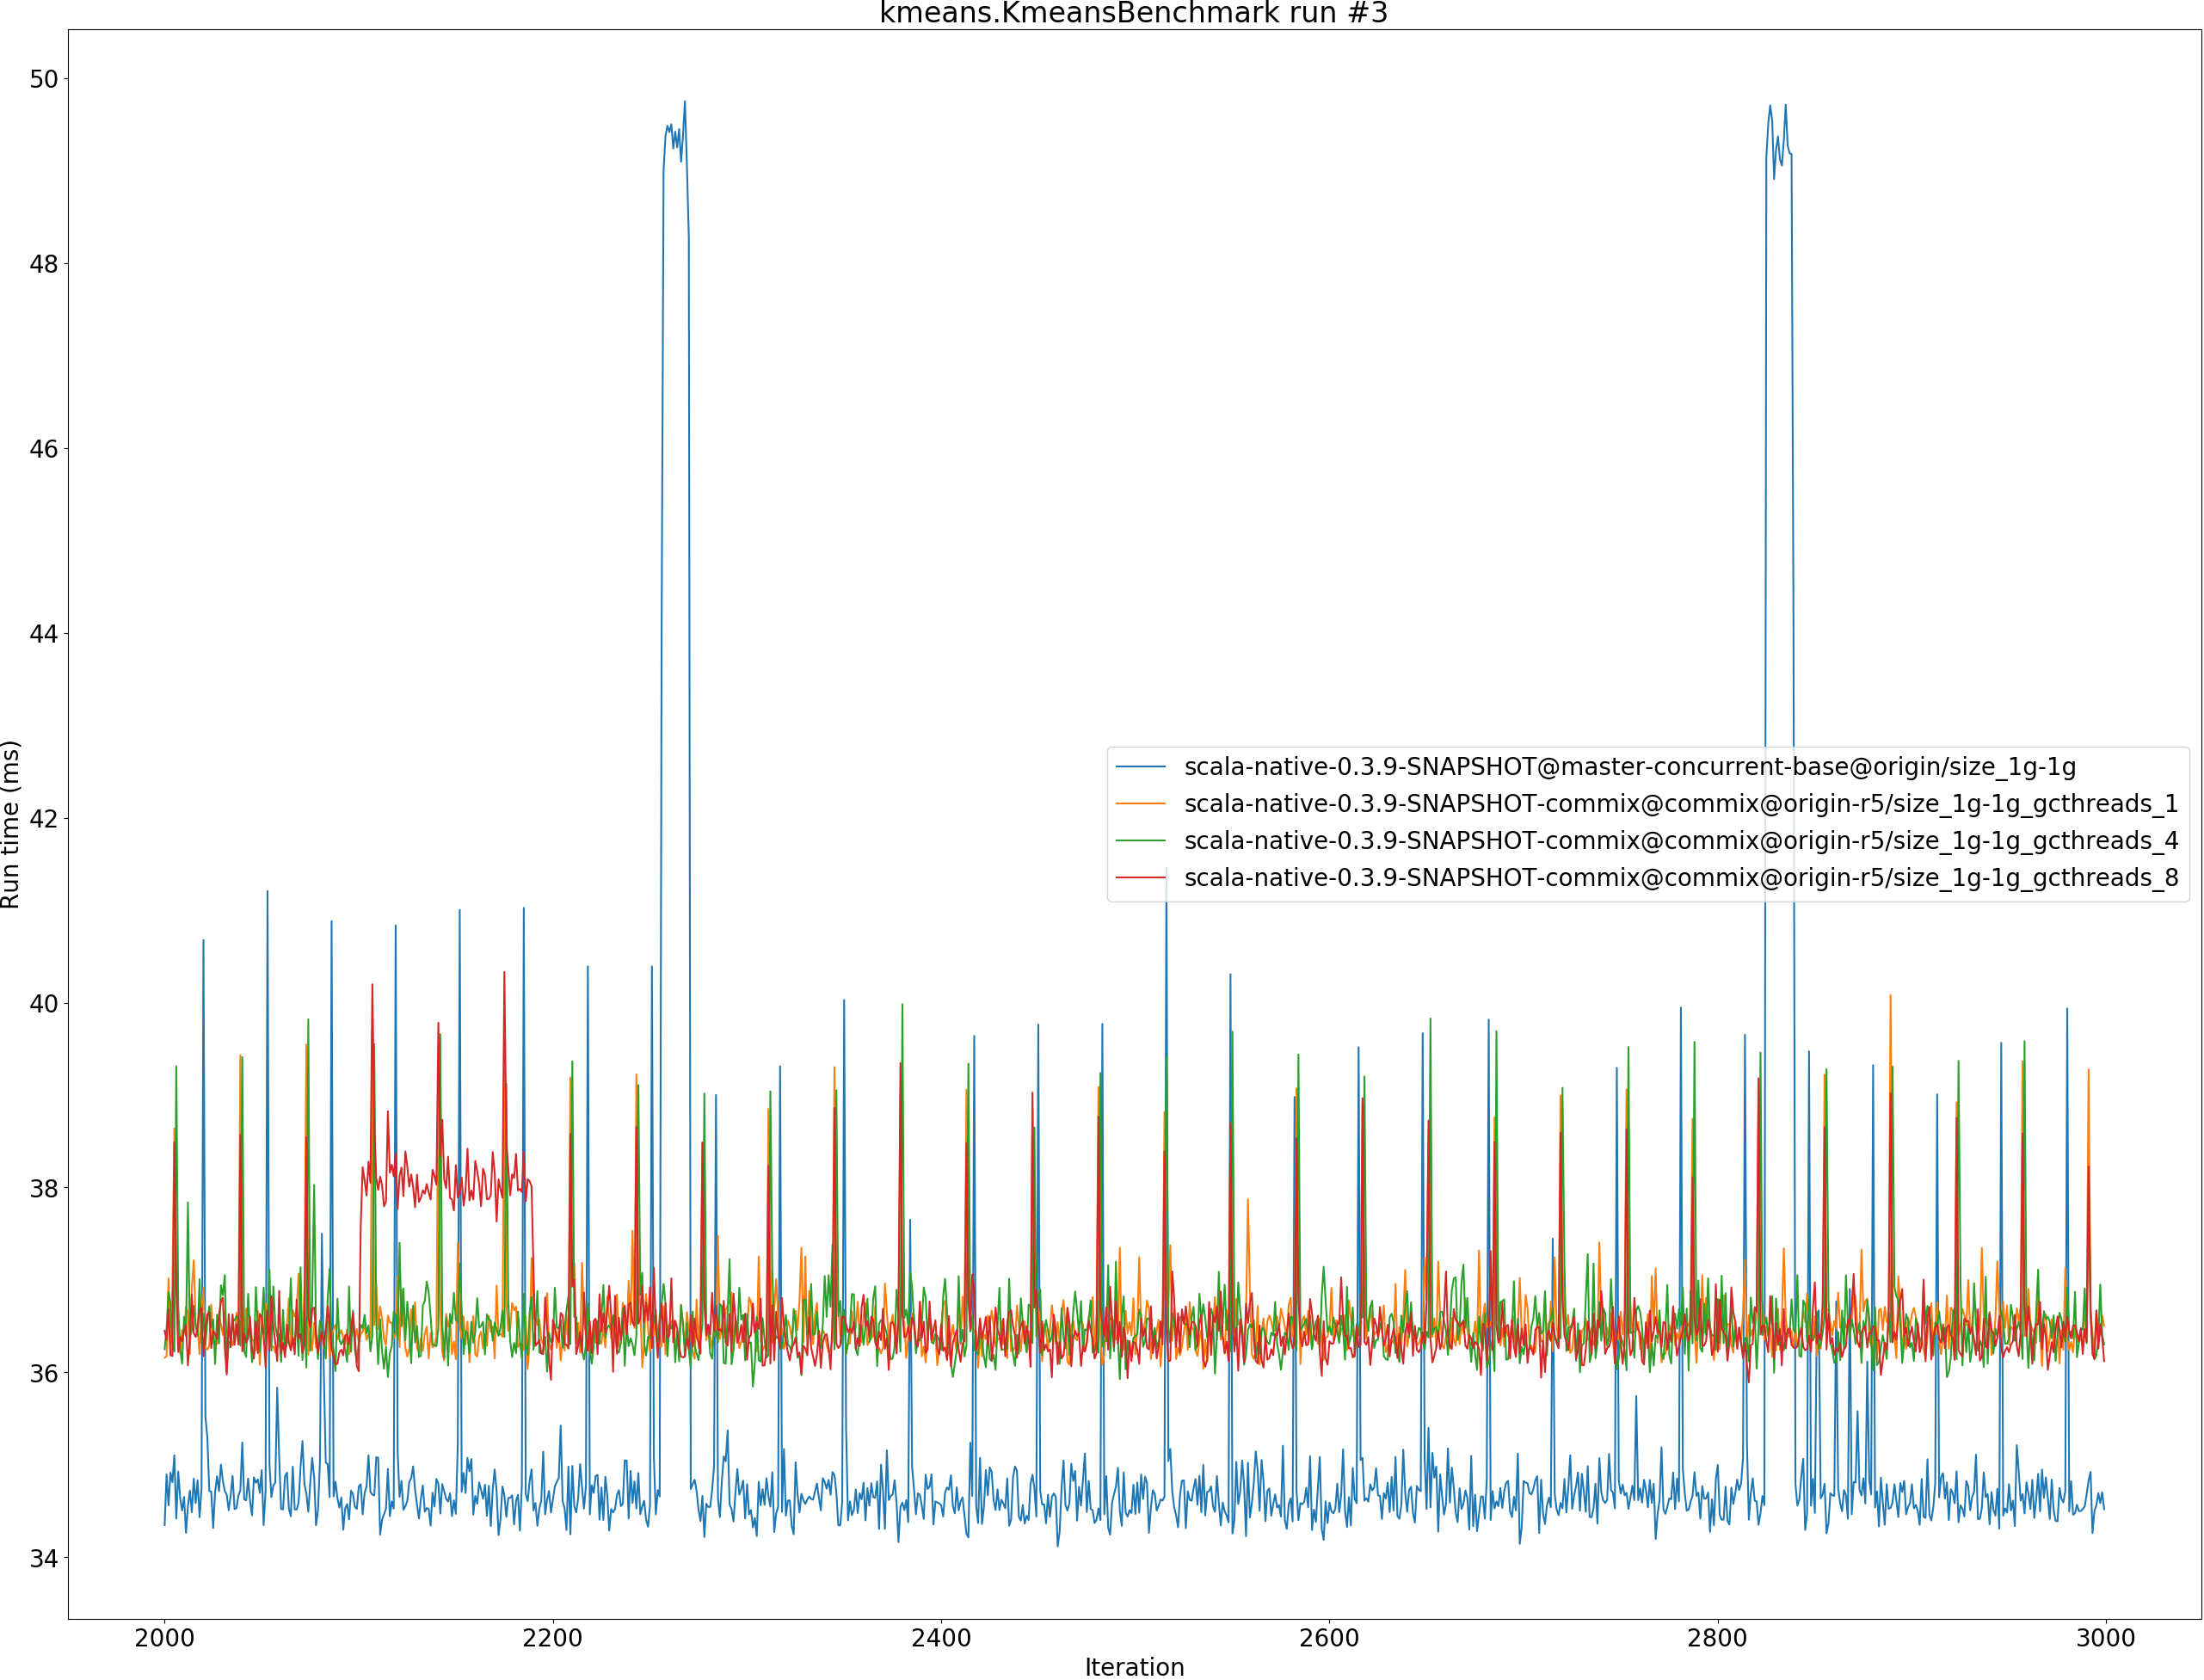 kmeans.KmeansBenchmark run #3
50
48
46
44
42
40
38
36
34
Run time (ms)
scala-native-0.3.9-SNAPSHOT@master-concurrent-base@origin/size_1g-1g
scala-native-0.3.9-SNAPSHOT-commix@commix@origin-r5/size_1g-1g_gcthreads_1
scala-native-0.3.9-SNAPSHOT-commix@commix@origin-r5/size_1g-1g_gcthreads_4
scala-native-0.3.9-SNAPSHOT-commix@commix@origin-r5/size_1g-1g_gcthreads_8
2000 2200 2400 2600 2800 3000
Iteration